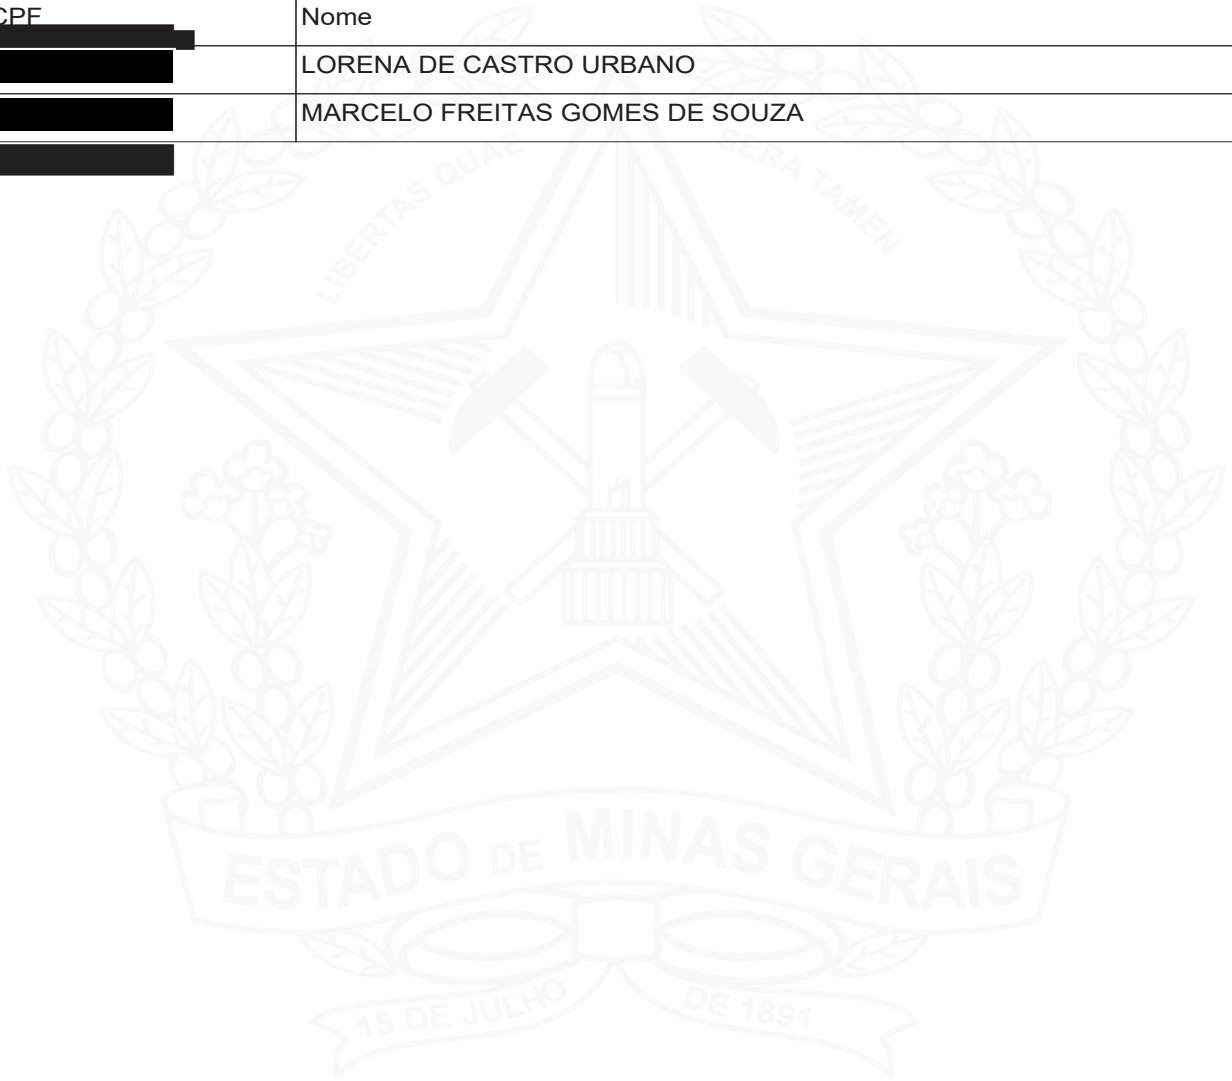 CPF Nome
LORENA DE CASTRO URBANO
MARCELO FREITAS GOMES DE SOUZA
LIBERTAS QUAE SERA TAMEN
ESTADO DE MINAS GERAIS
15 DE JULHO DE 1891